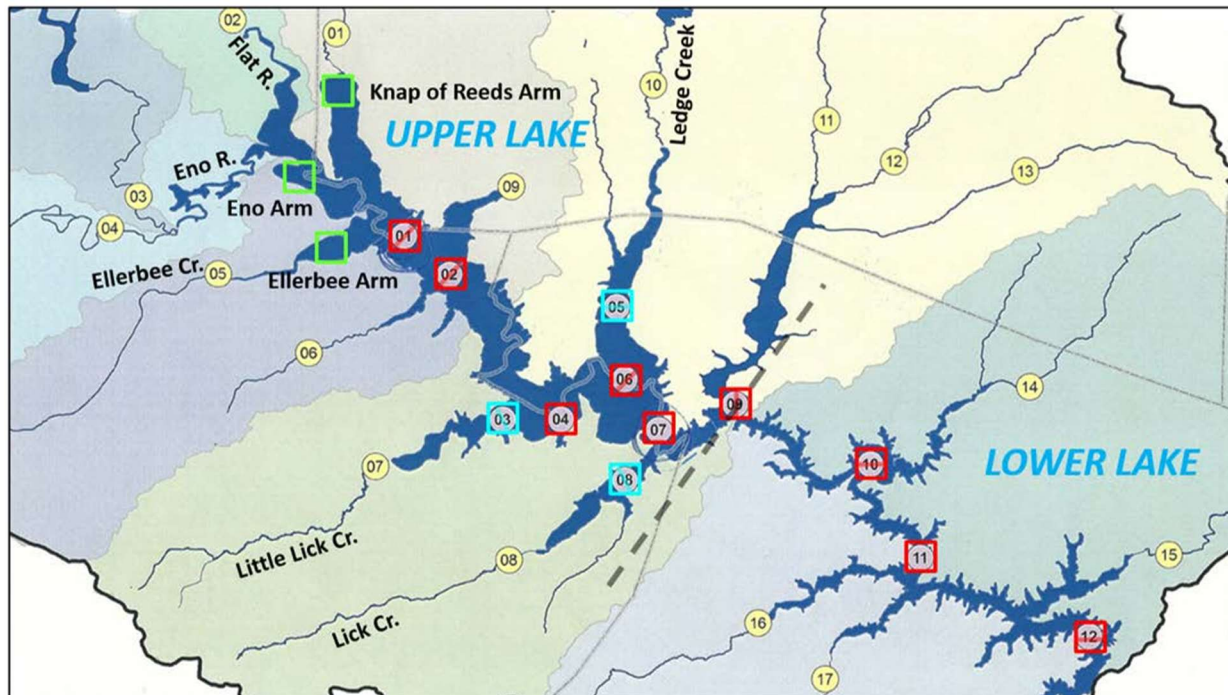 02
01
Flat R.
Knap of Reeds Arm
UPPER LAKE
Ledge Creek
10
11
12
13
Eno R.
03
04
Eno Arm
09
01
02
Ellerbee Cr.
05
Ellerbee Arm
05
06
06
03
04
07
09
14
07
08
10
LOWER LAKE
Little Lick Cr.
08
11
15
Lick Cr.
16
12
17